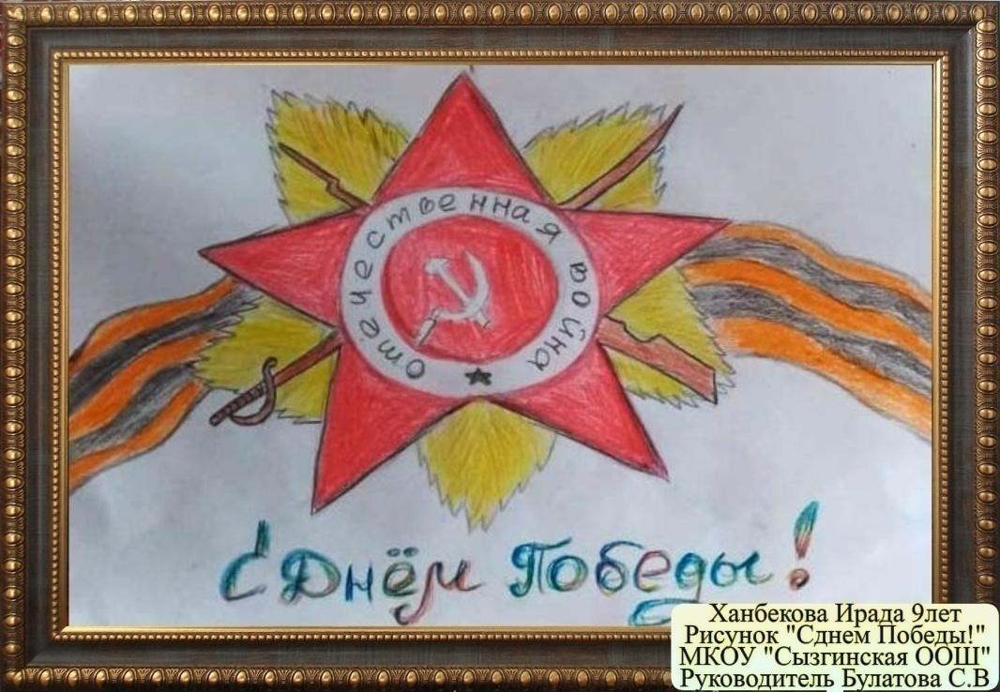 отечественная война
С Днём Победы!
Ханбекова Ирада 9лет
Рисунок "Сднем Победы!"
МКОУ "Сызгинская ООШ"
Руководитель Булатова С.В